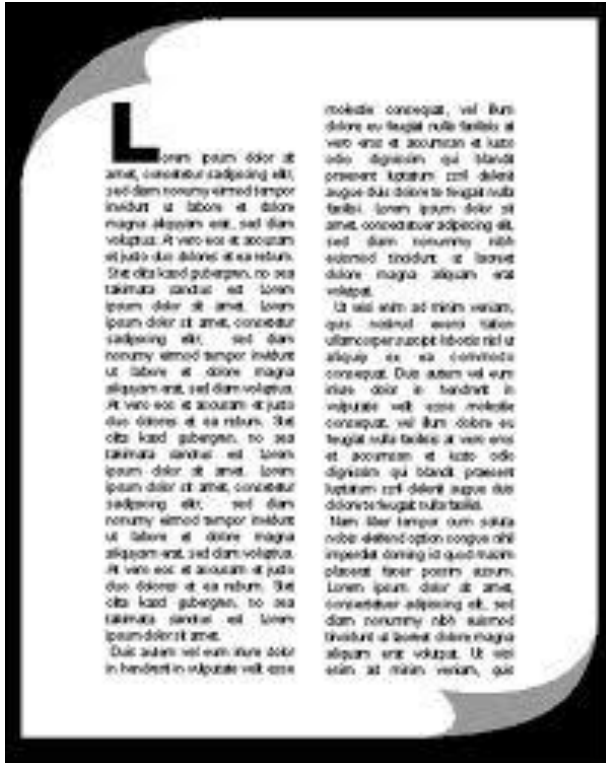 Lorem ipsum dolor sit
amet, consetetur sadipscing elitr,
sed diam nonumy eirmod tempor
invidunt ut labore et dolore
magna aliquyam erat, sed diam
voluptua. At vero eos et accusam
et justo duo dolores et ea rebum.
Stet clita kasd gubergren, no sea
takimata sanctus est Lorem
ipsum dolor sit amet. Lorem
ipsum dolor sit amet, consetetur
sadipscing elitr, sed diam
nonumy eirmod tempor invidunt
ut labore et dolore magna
aliquyam erat, sed diam voluptua.
At vero eos et accusam et justo
duo dolores et ea rebum. Stet
clita kasd gubergren, no sea
takimata sanctus est Lorem
ipsum dolor sit amet. Lorem
ipsum dolor sit amet, consetetur
sadipscing elitr, sed diam
nonumy eirmod tempor invidunt
ut labore et dolore magna
aliquyam erat, sed diam voluptua.
At vero eos et accusam et justo
duo dolores et ea rebum. Stet
clita kasd gubergren, no sea
takimata sanctus est Lorem
ipsum dolor sit amet.
Duis autem vel eum iriure dolor
in hendrerit in vulputate velit esse
molestie consequat, vel illum
dolore eu feugiat nulla facilisis at
vero eros et accumsan et iusto
odio dignissim qui blandit
praesent luptatum zzril delenit
augue duis dolore te feugait nulla
facilisi. Lorem ipsum dolor sit
amet, consectetuer adipiscing elit,
sed diam nonummy nibh
euismod tincidunt ut laoreet
dolore magna aliquam erat
volutpat.
Ut wisi enim ad minim veniam,
quis nostrud exerci tation
ullamcorper suscipit lobortis nisl ut
aliquip ex ea commodo
consequat. Duis autem vel eum
iriure dolor in hendrerit in
vulputate velit esse molestie
consequat, vel illum dolore eu
feugiat nulla facilisis at vero eros
et accumsan et iusto odio
dignissim qui blandit praesent
luptatum zzril delenit augue duis
dolore te feugait nulla facilisi.
Nam liber tempor cum soluta
nobis eleifend option congue nihil
imperdiet doming id quod mazim
placerat facer possim assum.
Lorem ipsum dolor sit amet,
consectetuer adipiscing elit, sed
diam nonummy nibh euismod
tincidunt ut laoreet dolore magna
aliquam erat volutpat. Ut wisi
enim ad minim veniam, quis